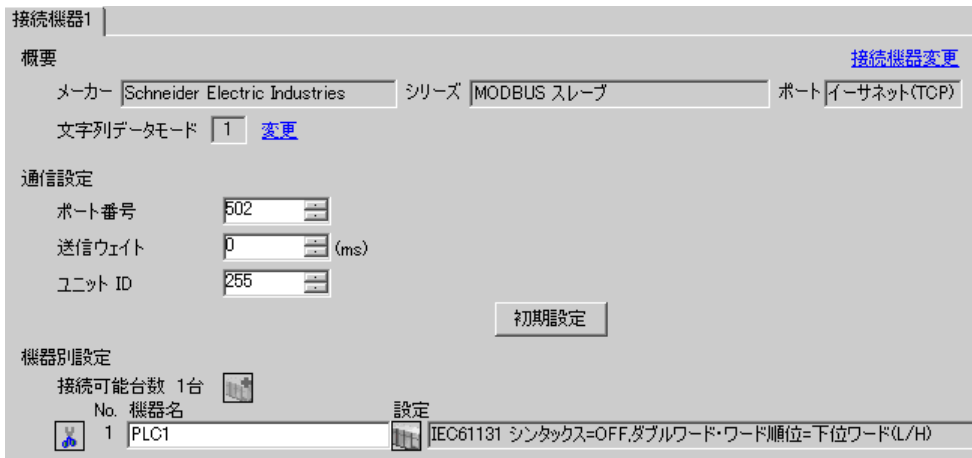 接続機器1
概要 接続機器変更
メーカー Schneider Electric Industries シリーズ MODBUS スレーブ ポート イーサネット(TCP)
文字列データモード 1 変更
通信設定
ポート番号 502
送信ウェイト 0 (ms)
ユニット ID 255
初期設定
機器別設定
接続可能台数 1台
No. 機器名 設定
1 PLC1 IEC61131 シンタックス=OFF,ダブルワード・ワード順位=下位ワード(L/H)